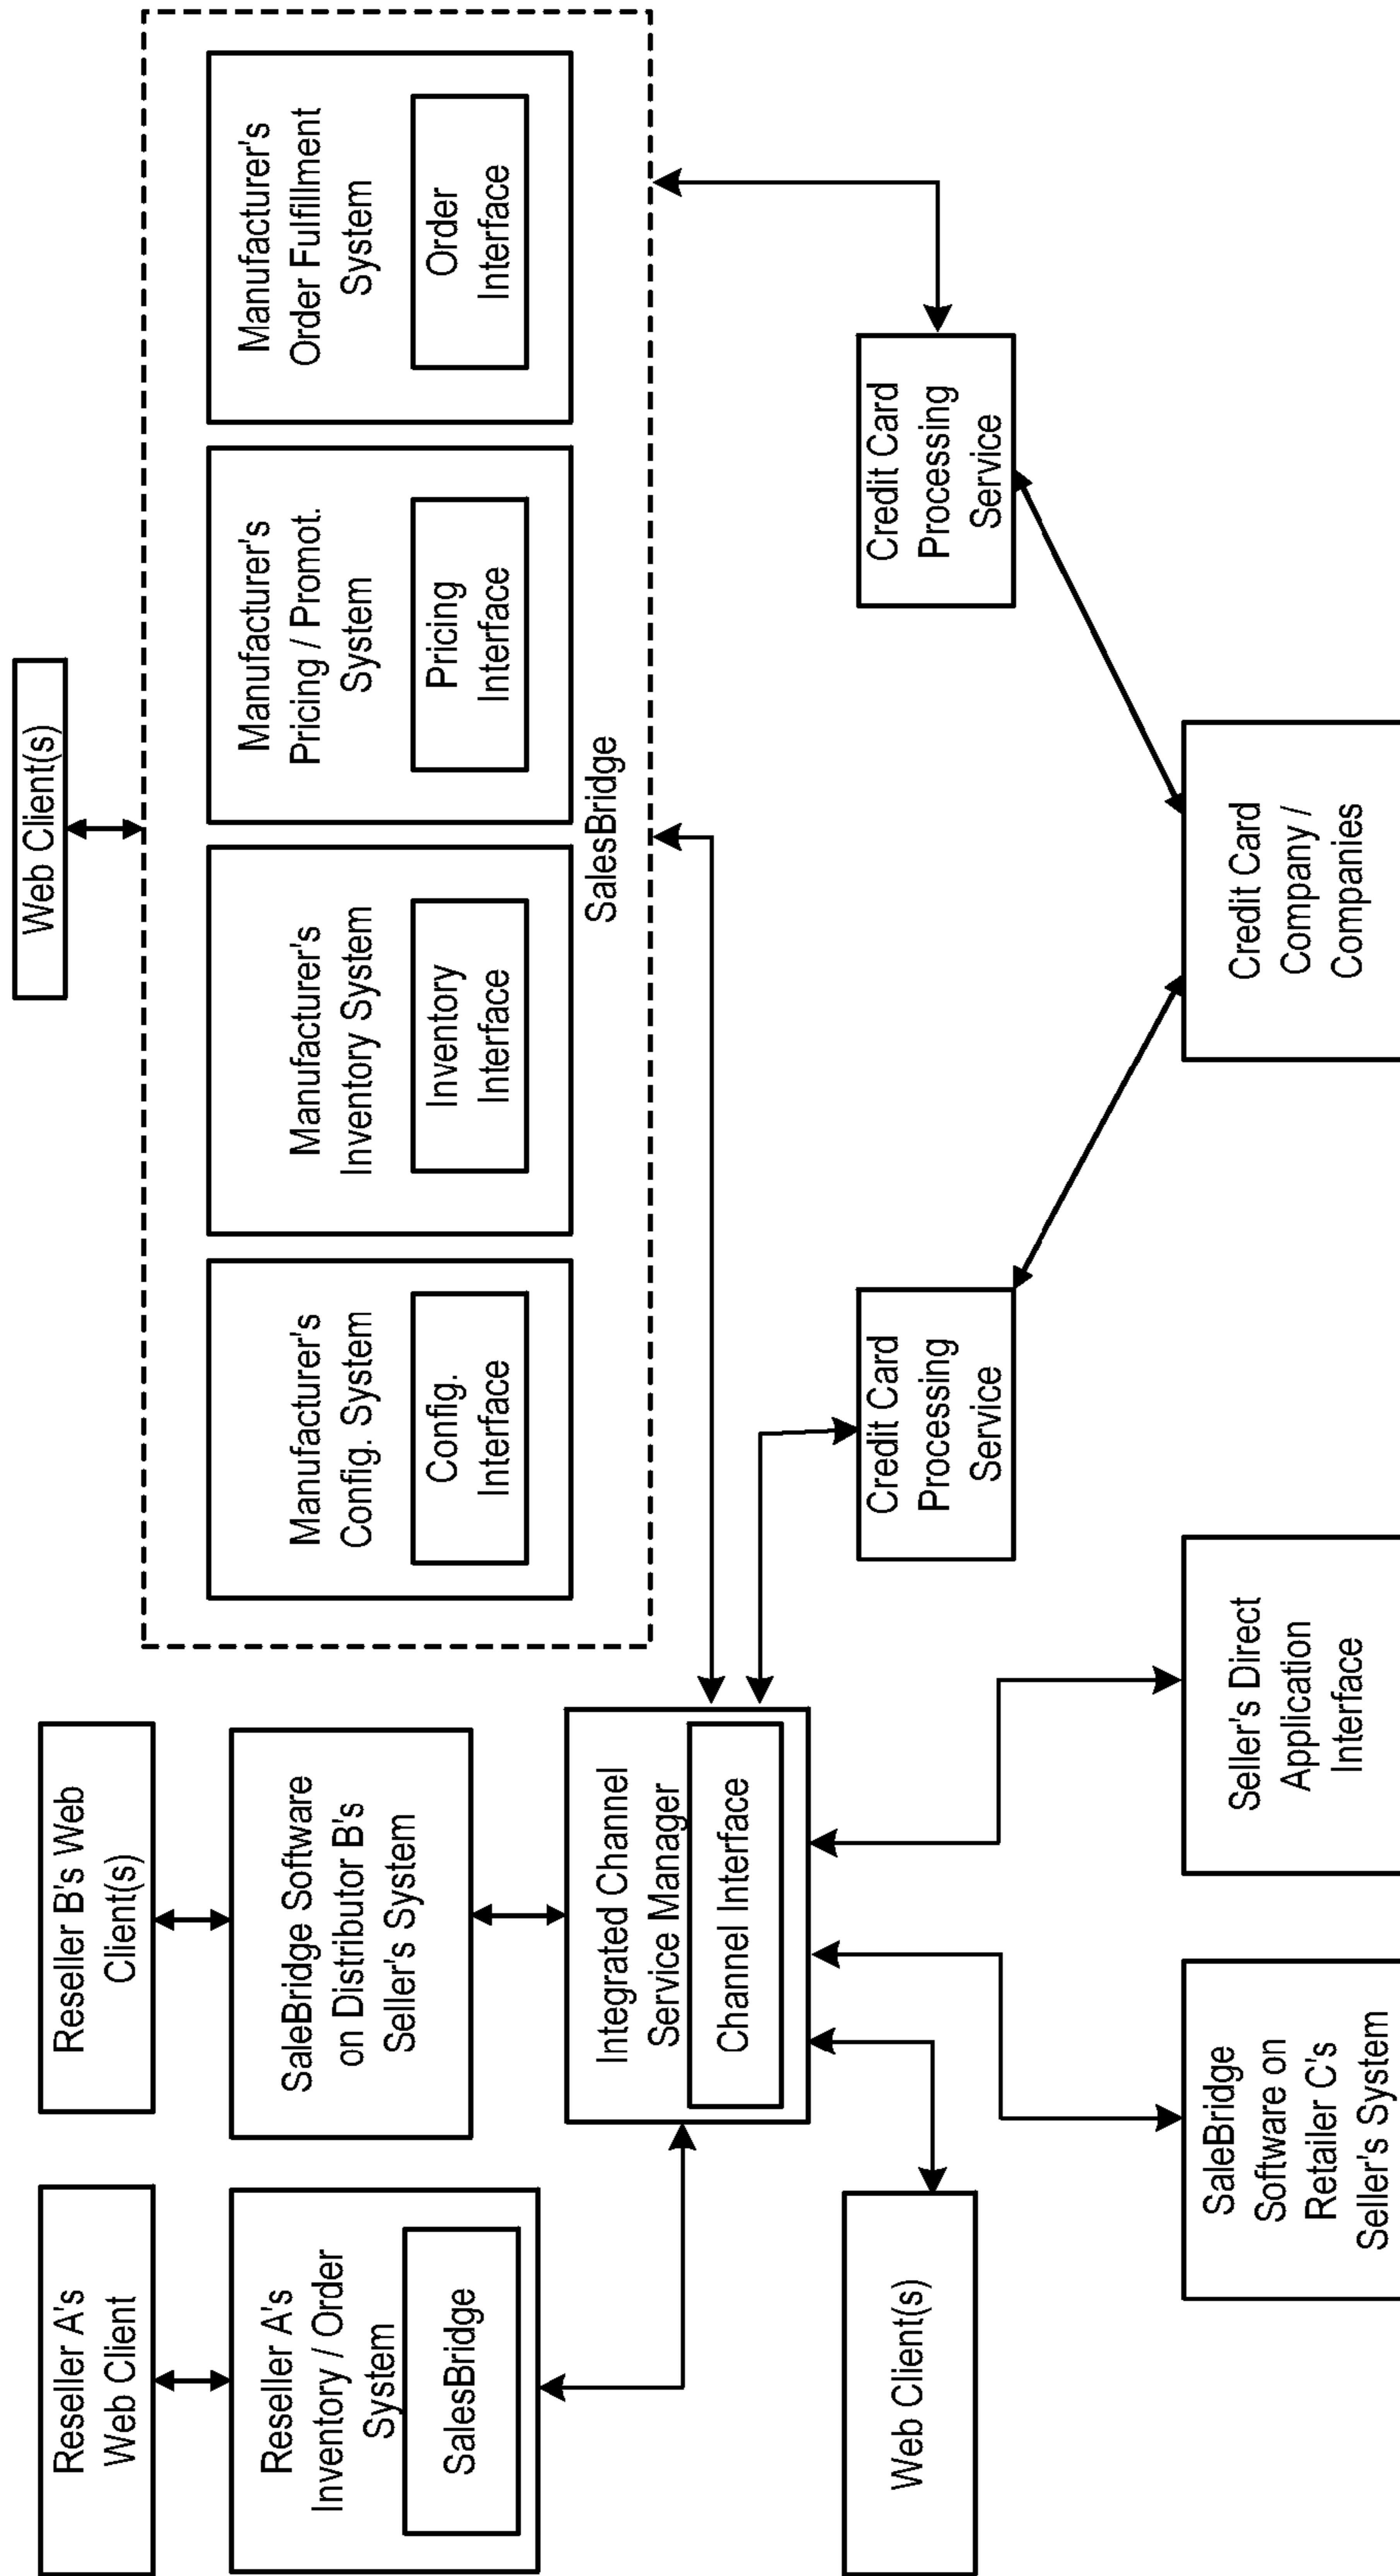 Reseller A's
Web Client
Reseller B's Web
Client(s)
Web Client(s)
Reseller A's
Inventory / Order
System
SalesBridge
SaleBridge Software
on Distributor B's
Seller's System
Manufacturer's
Config. System
Config.
Interface
Manufacturer's
Inventory System
Inventory
Interface
Manufacturer's
Pricing / Promot.
System
Pricing
Interface
Manufacturer's
Order Fulfillment
System
Order
Interface
SalesBridge
Integrated Channel
Service Manager
Channel Interface
Web Client(s)
Credit Card
Processing
Service
Credit Card
Processing
Service
SaleBridge
Software on
Retailer C's
Seller's System
Seller's Direct
Application
Interface
Credit Card
Company /
Companies